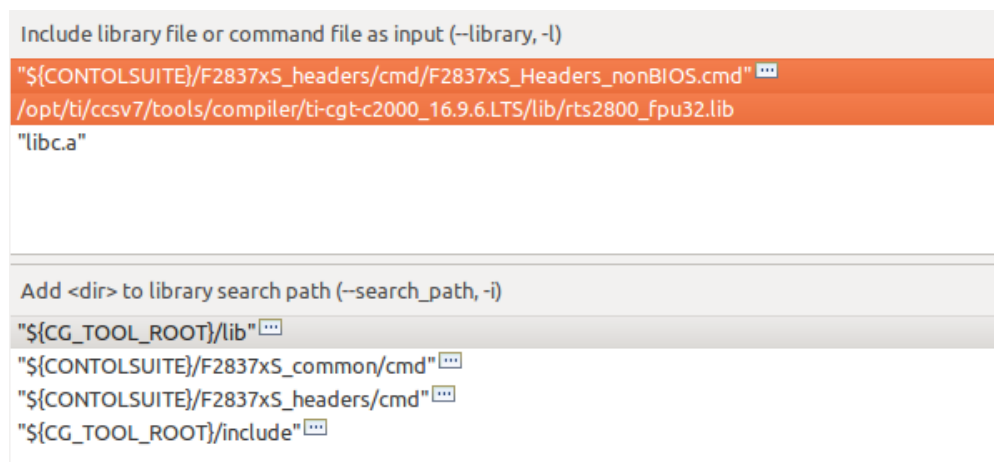 Include library file or command file as input (--library, -l)
"${CONTOLSUITE}/F2837xS_headers/cmd/F2837xS_Headers_nonBIOS.cmd"
/opt/ti/ccsv7/tools/compiler/ti-cgt-c2000_16.9.6.LTS/lib/rts2800_fpu32.lib
"libc.a"
Add <dir> to library search path (--search_path, -i)
"${CG_TOOL_ROOT}/lib"
"${CONTOLSUITE}/F2837xS_common/cmd"
"${CONTOLSUITE}/F2837xS_headers/cmd"
"${CG_TOOL_ROOT}/include"